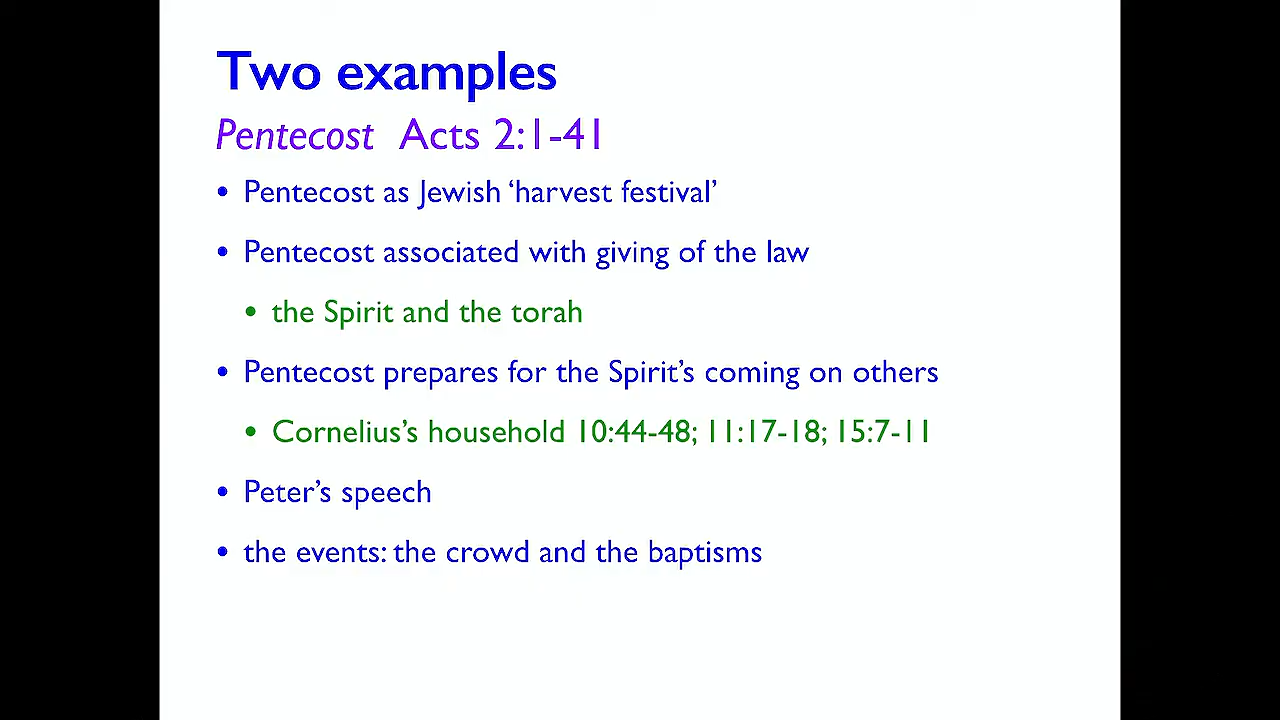 Two examples
Pentecost Acts 2:1-41
• Pentecost as Jewish ‘harvest festival’
• Pentecost associated with giving of the law
• the Spirit and the torah
• Pentecost prepares for the Spirit’s coming on others
• Cornelius’s household 10:44-48; 11:17-18; 15:7-11
• Peter’s speech
• the events: the crowd and the baptisms